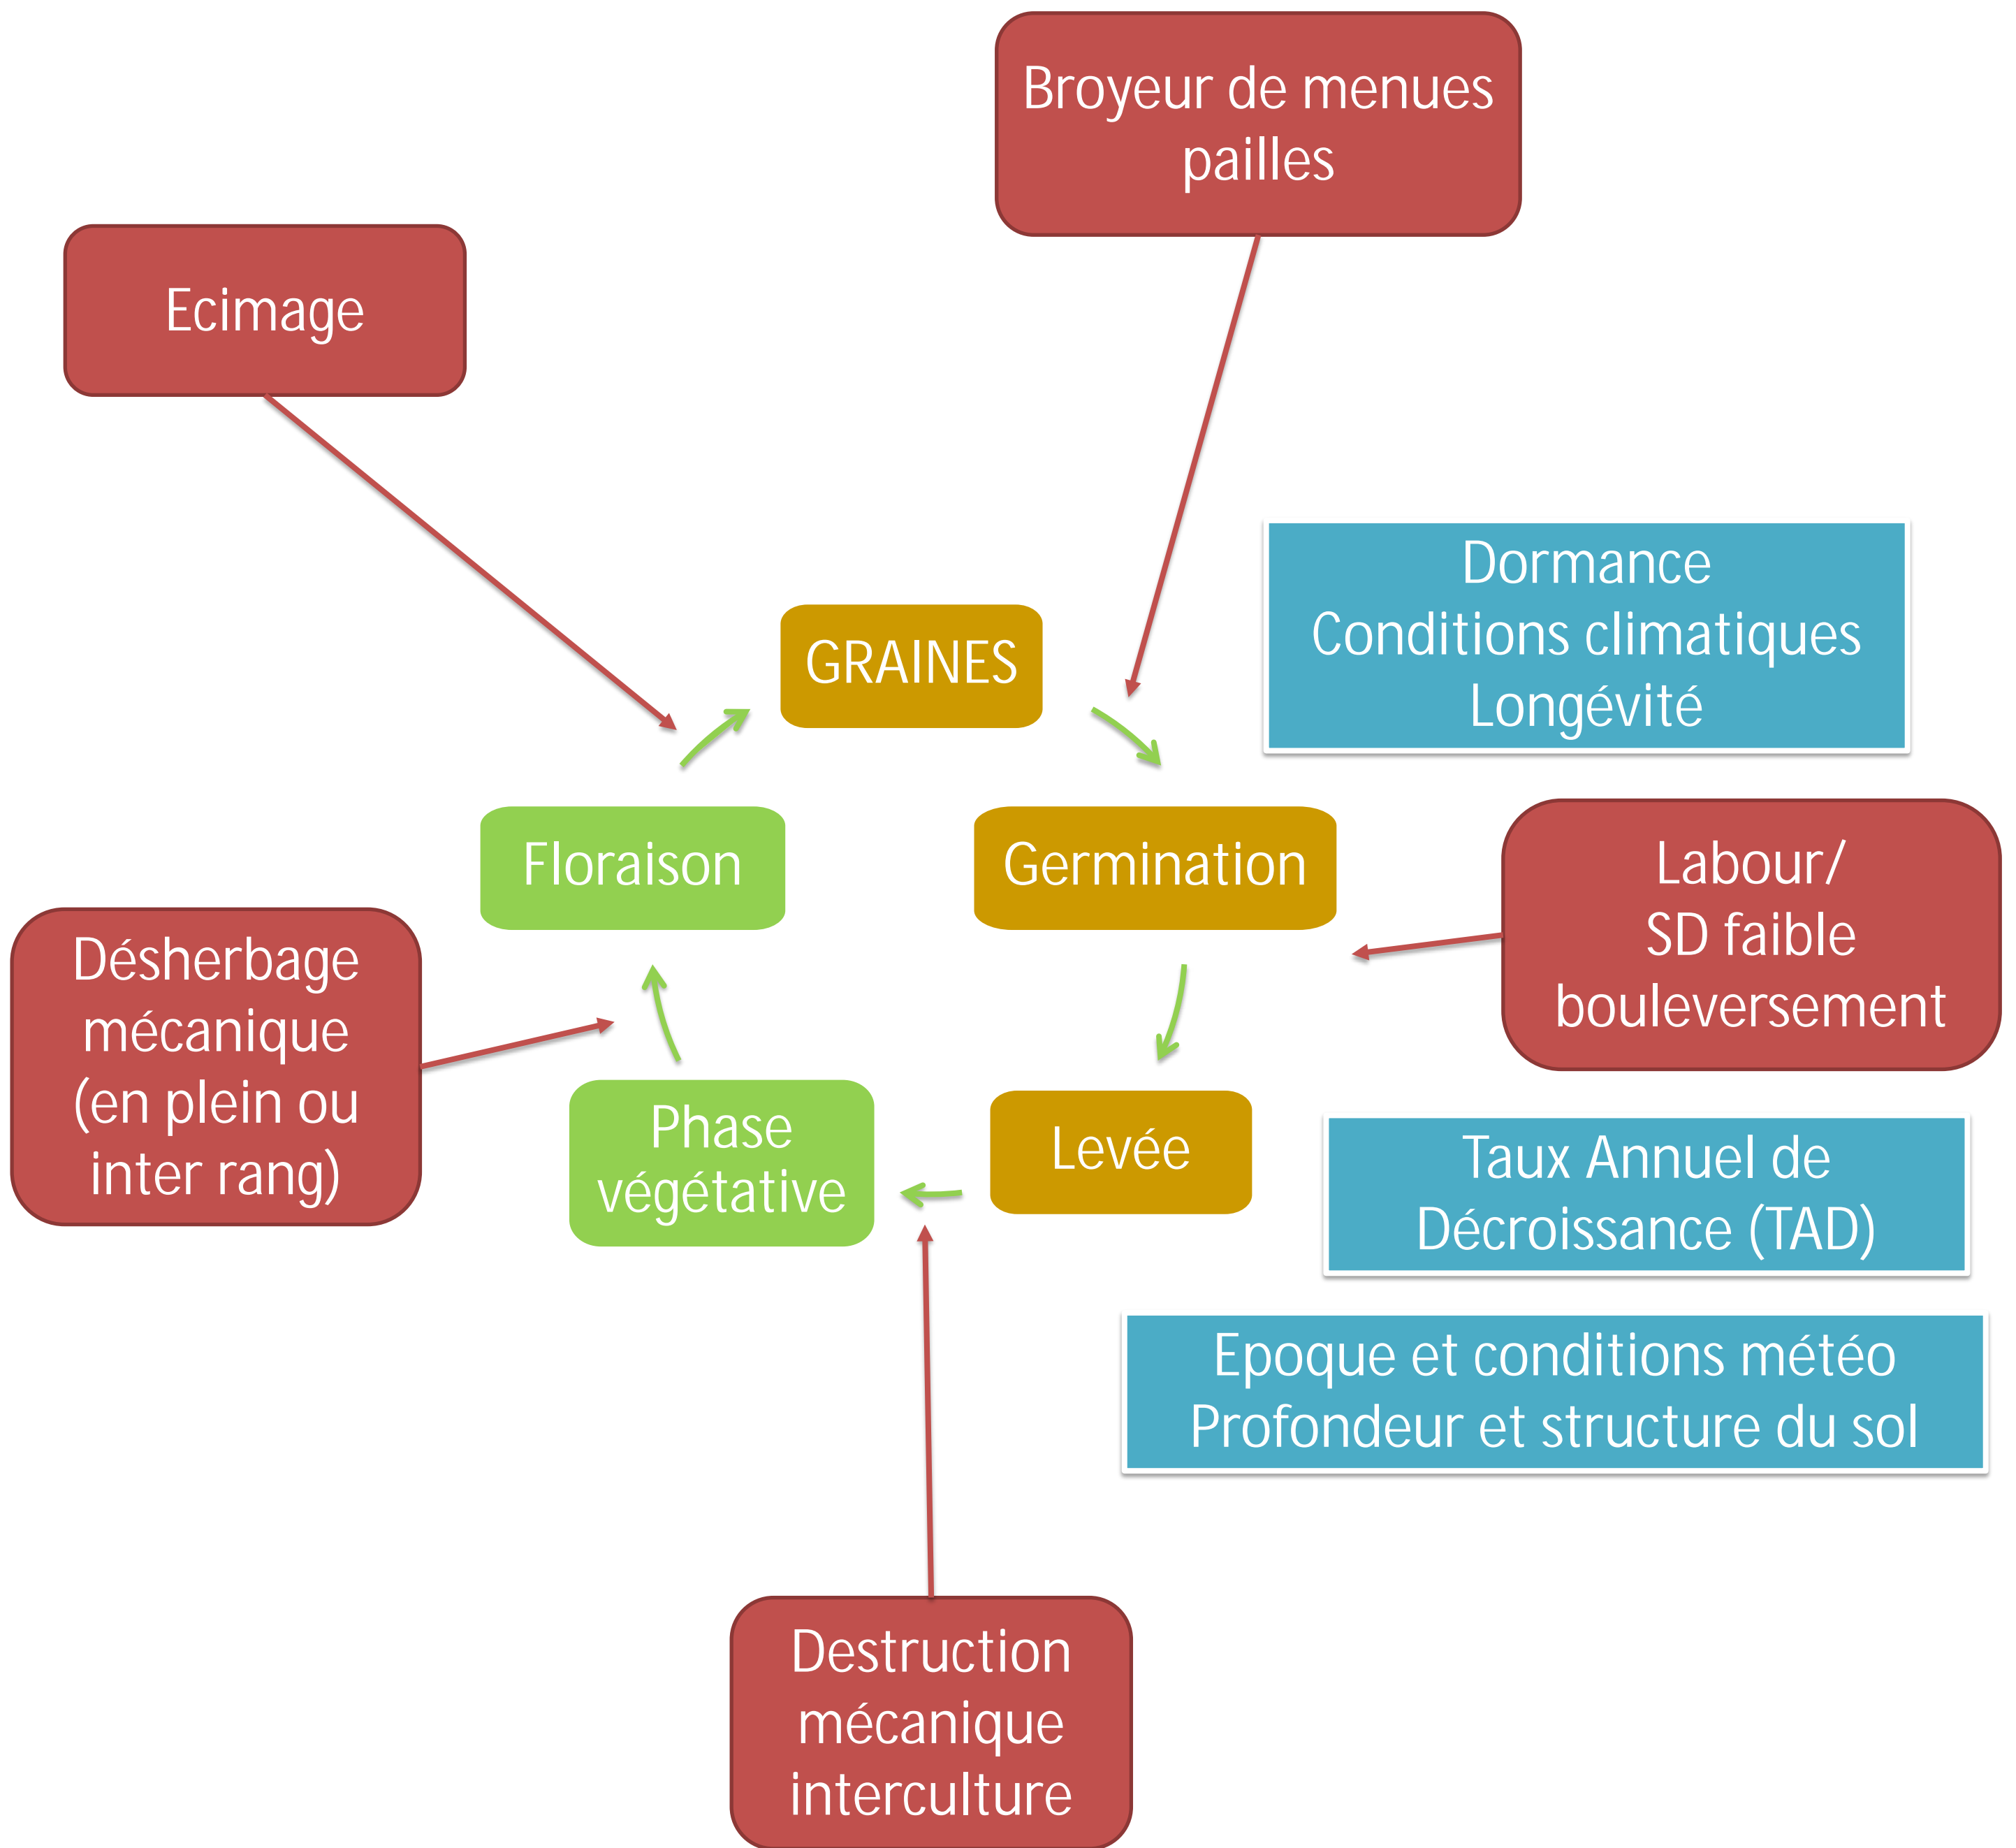 Broyeur de menues
pailles
Ecimage
Dormance
Conditions climatiques
Longévité
GRAINES
Floraison
Germination
Labour/
SD faible
bouleversement
Désherbage
mécanique
(en plein ou
inter rang)
Phase
végétative
Levée
Taux Annuel de
Décroissance (TAD)
Epoque et conditions météo
Profondeur et structure du sol
Destruction
mécanique
interculture